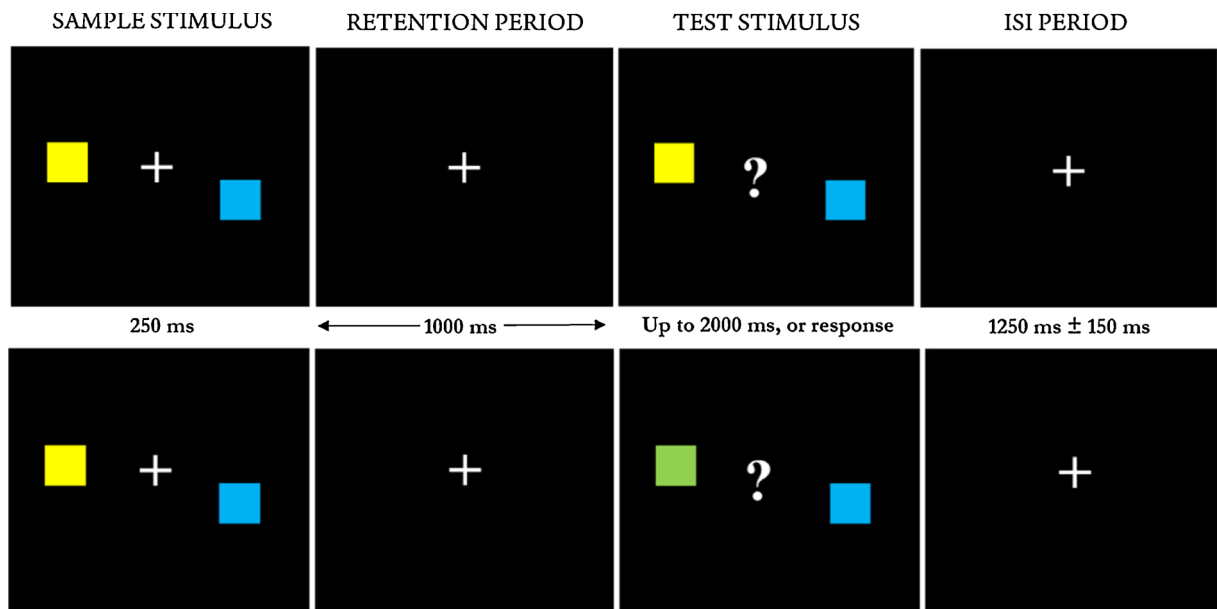 SAMPLE STIMULUS RETENTION PERIOD TEST STIMULUS ISI PERIOD
?
250 ms 1000 ms Up to 2000 ms, or response 1250 ms ± 150 ms
?